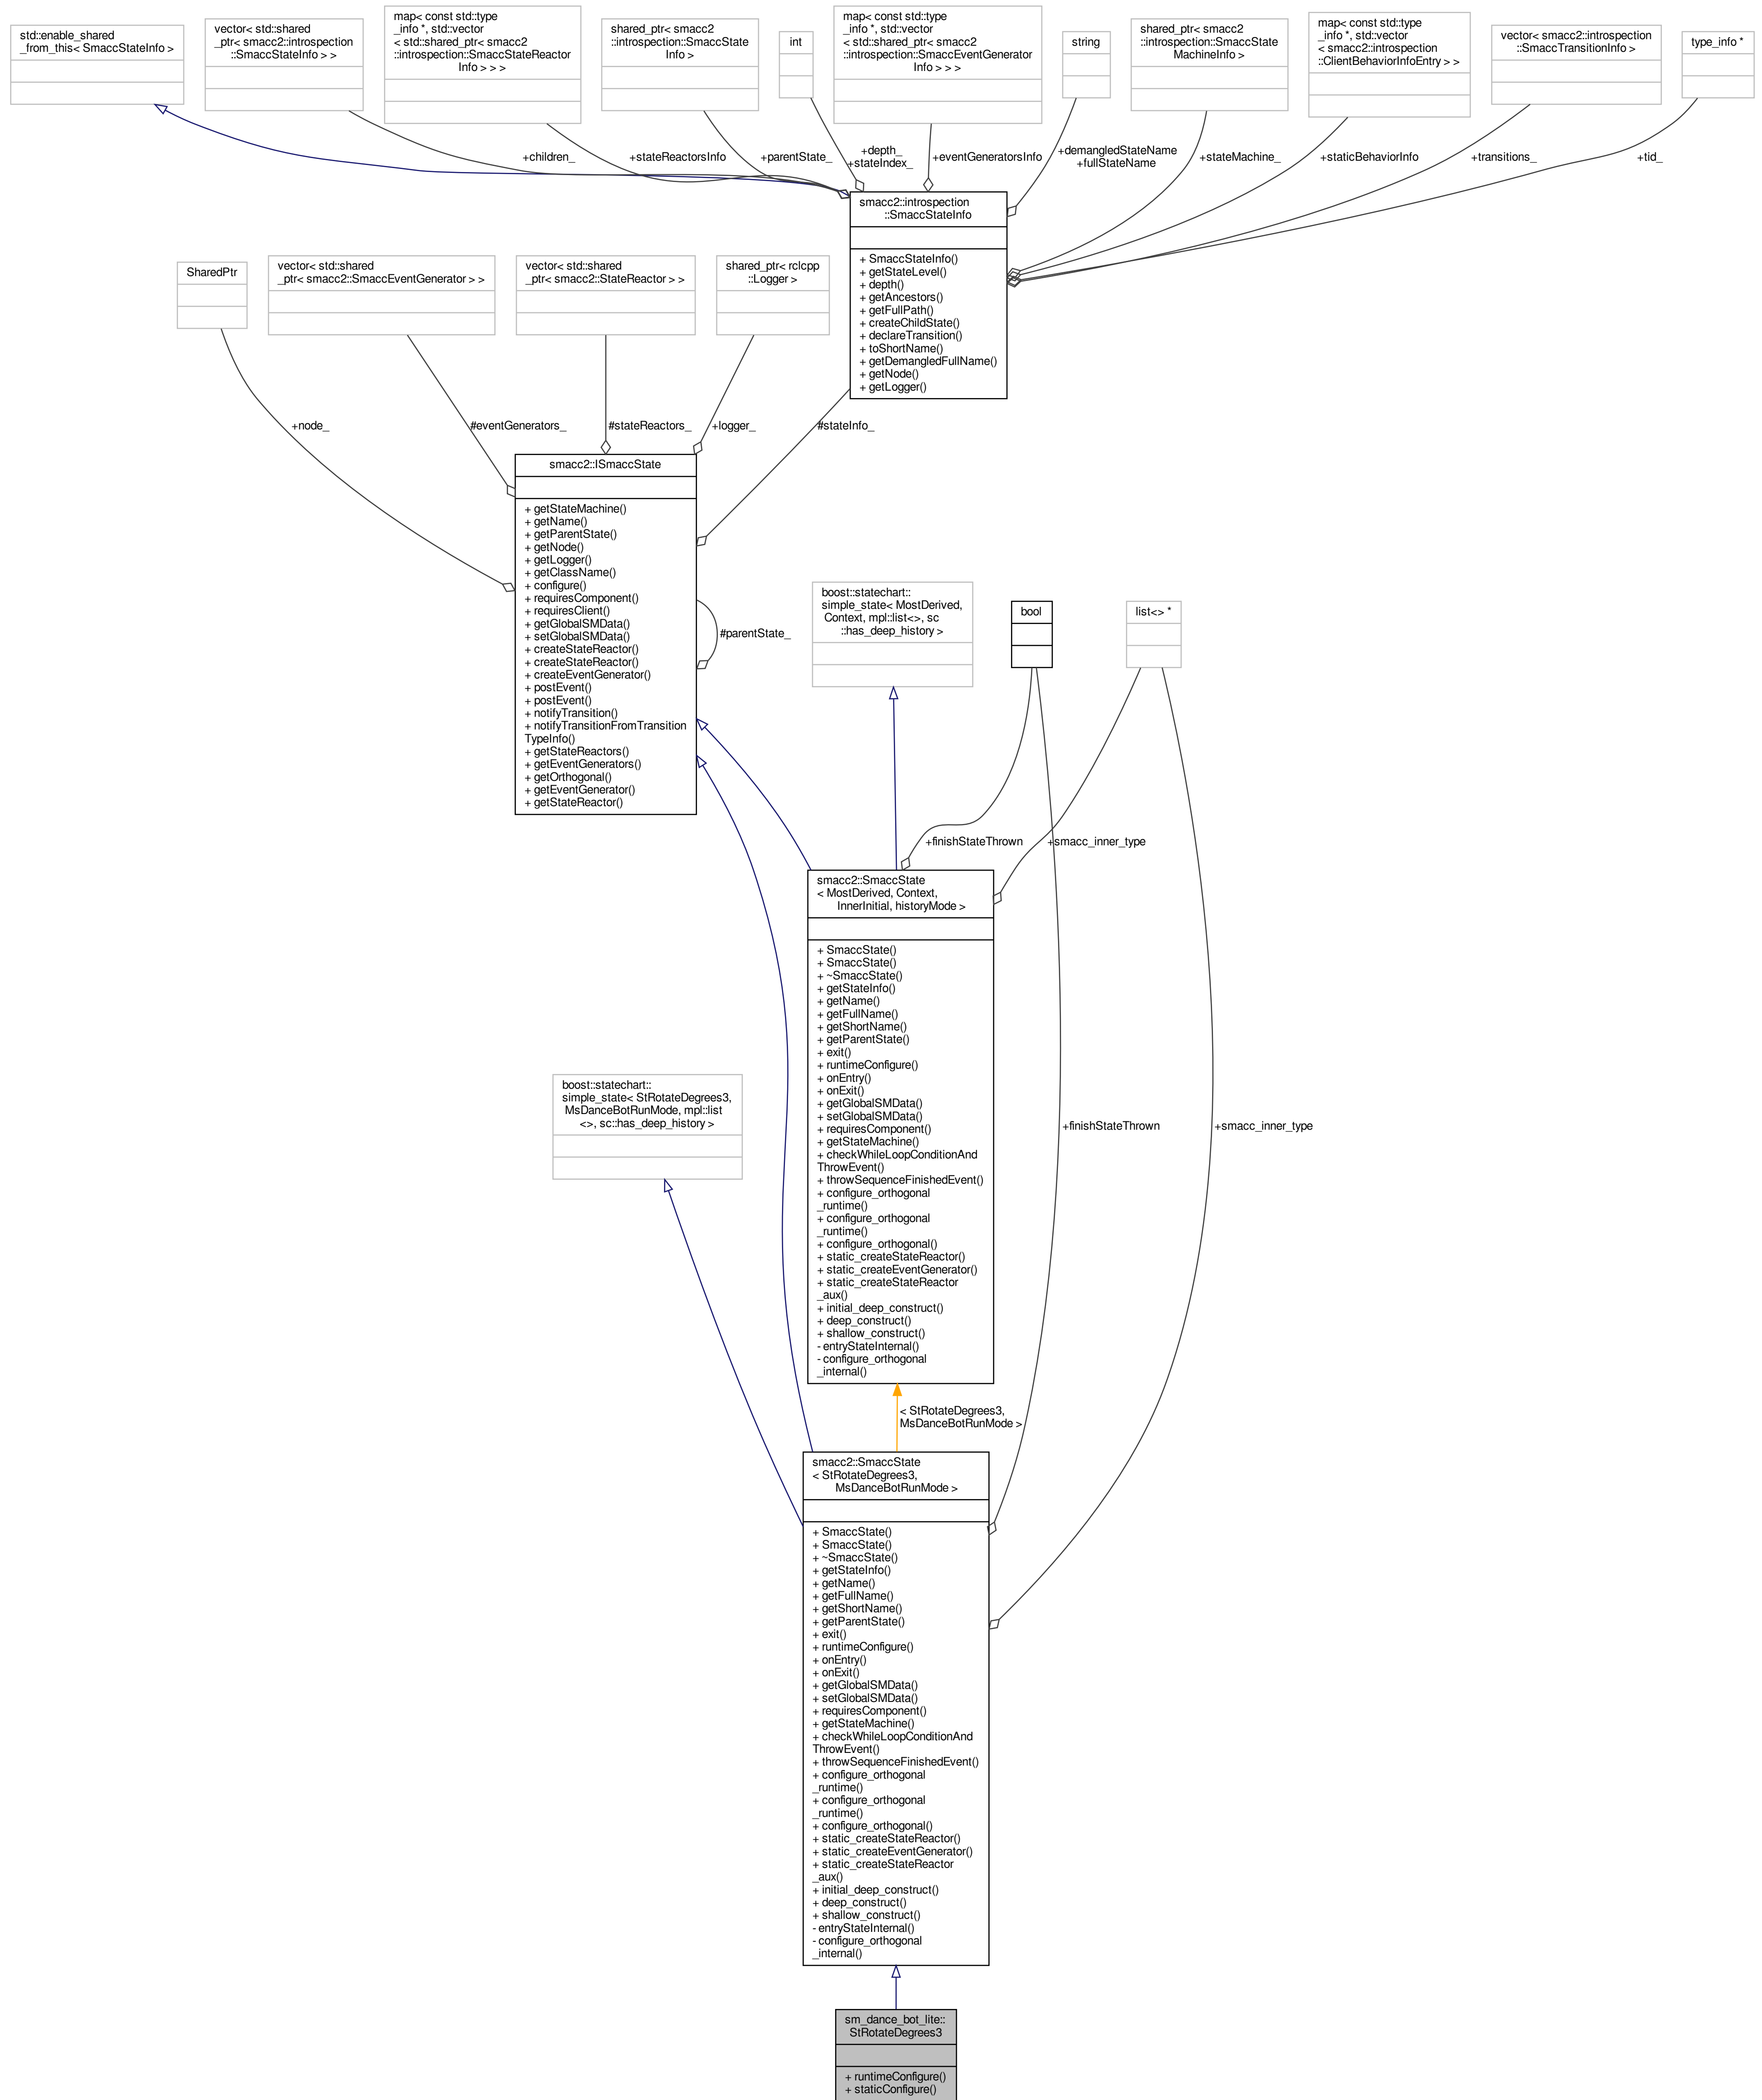 std::enable_shared
_from_this< SmaccStateInfo >
vector< std::shared
_ptr< smacc2::introspection
::SmaccStateInfo > >
map< const std::type
_info *, std::vector
< std::shared_ptr< smacc2
::introspection::SmaccStateReactor
Info > > >
shared_ptr< smacc2
::introspection::SmaccState
Info >
int
map< const std::type
_info *, std::vector
< std::shared_ptr< smacc2
::introspection::SmaccEventGenerator
Info > > >
string
shared_ptr< smacc2
::introspection::SmaccState
MachineInfo >
map< const std::type
_info *, std::vector
< smacc2::introspection
::ClientBehaviorInfoEntry > >
vector< smacc2::introspection
::SmaccTransitionInfo >
type_info *
+children_
+stateReactorsInfo
+parentState_
+depth_
+stateIndex_
+eventGeneratorsInfo
+demangledStateName
+fullStateName
+stateMachine_
+staticBehaviorInfo
+transitions_
+tid_
smacc2::introspection
::SmaccStateInfo
+ SmaccStateInfo()
+ getStateLevel()
+ depth()
+ getAncestors()
+ getFullPath()
+ createChildState()
+ declareTransition()
+ toShortName()
+ getDemangledFullName()
+ getNode()
+ getLogger()
SharedPtr
vector< std::shared
_ptr< smacc2::SmaccEventGenerator > >
vector< std::shared
_ptr< smacc2::StateReactor > >
shared_ptr< rclcpp
::Logger >
+node_
#eventGenerators_
#stateReactors_
+logger_
#stateInfo_
smacc2::ISmaccState
+ getStateMachine()
+ getName()
+ getParentState()
+ getNode()
+ getLogger()
+ getClassName()
+ configure()
+ requiresComponent()
+ requiresClient()
+ getGlobalSMData()
+ setGlobalSMData()
+ createStateReactor()
+ createStateReactor()
+ createEventGenerator()
+ postEvent()
+ postEvent()
+ notifyTransition()
+ notifyTransitionFromTransition
TypeInfo()
+ getStateReactors()
+ getEventGenerators()
+ getOrthogonal()
+ getEventGenerator()
+ getStateReactor()
#parentState_
boost::statechart::
simple_state< MostDerived,
Context, mpl::list<>, sc
::has_deep_history >
bool
list<> *
+finishStateThrown
+smacc_inner_type
smacc2::SmaccState
< MostDerived, Context,
InnerInitial, historyMode >
+ SmaccState()
+ SmaccState()
+ ~SmaccState()
+ getStateInfo()
+ getName()
+ getFullName()
+ getShortName()
+ getParentState()
+ exit()
+ runtimeConfigure()
+ onEntry()
+ onExit()
+ getGlobalSMData()
+ setGlobalSMData()
+ requiresComponent()
+ getStateMachine()
+ checkWhileLoopConditionAnd
ThrowEvent()
+ throwSequenceFinishedEvent()
+ configure_orthogonal
_runtime()
+ configure_orthogonal
_runtime()
+ configure_orthogonal()
+ static_createStateReactor()
+ static_createEventGenerator()
+ static_createStateReactor
_aux()
+ initial_deep_construct()
+ deep_construct()
+ shallow_construct()
- entryStateInternal()
- configure_orthogonal
_internal()
boost::statechart::
simple_state< StRotateDegrees3,
MsDanceBotRunMode, mpl::list
<>, sc::has_deep_history >
+finishStateThrown
+smacc_inner_type
< StRotateDegrees3,
MsDanceBotRunMode >
smacc2::SmaccState
< StRotateDegrees3,
MsDanceBotRunMode >
+ SmaccState()
+ SmaccState()
+ ~SmaccState()
+ getStateInfo()
+ getName()
+ getFullName()
+ getShortName()
+ getParentState()
+ exit()
+ runtimeConfigure()
+ onEntry()
+ onExit()
+ getGlobalSMData()
+ setGlobalSMData()
+ requiresComponent()
+ getStateMachine()
+ checkWhileLoopConditionAnd
ThrowEvent()
+ throwSequenceFinishedEvent()
+ configure_orthogonal
_runtime()
+ configure_orthogonal
_runtime()
+ configure_orthogonal()
+ static_createStateReactor()
+ static_createEventGenerator()
+ static_createStateReactor
_aux()
+ initial_deep_construct()
+ deep_construct()
+ shallow_construct()
- entryStateInternal()
- configure_orthogonal
_internal()
sm_dance_bot_lite::
StRotateDegrees3
+ runtimeConfigure()
+ staticConfigure()